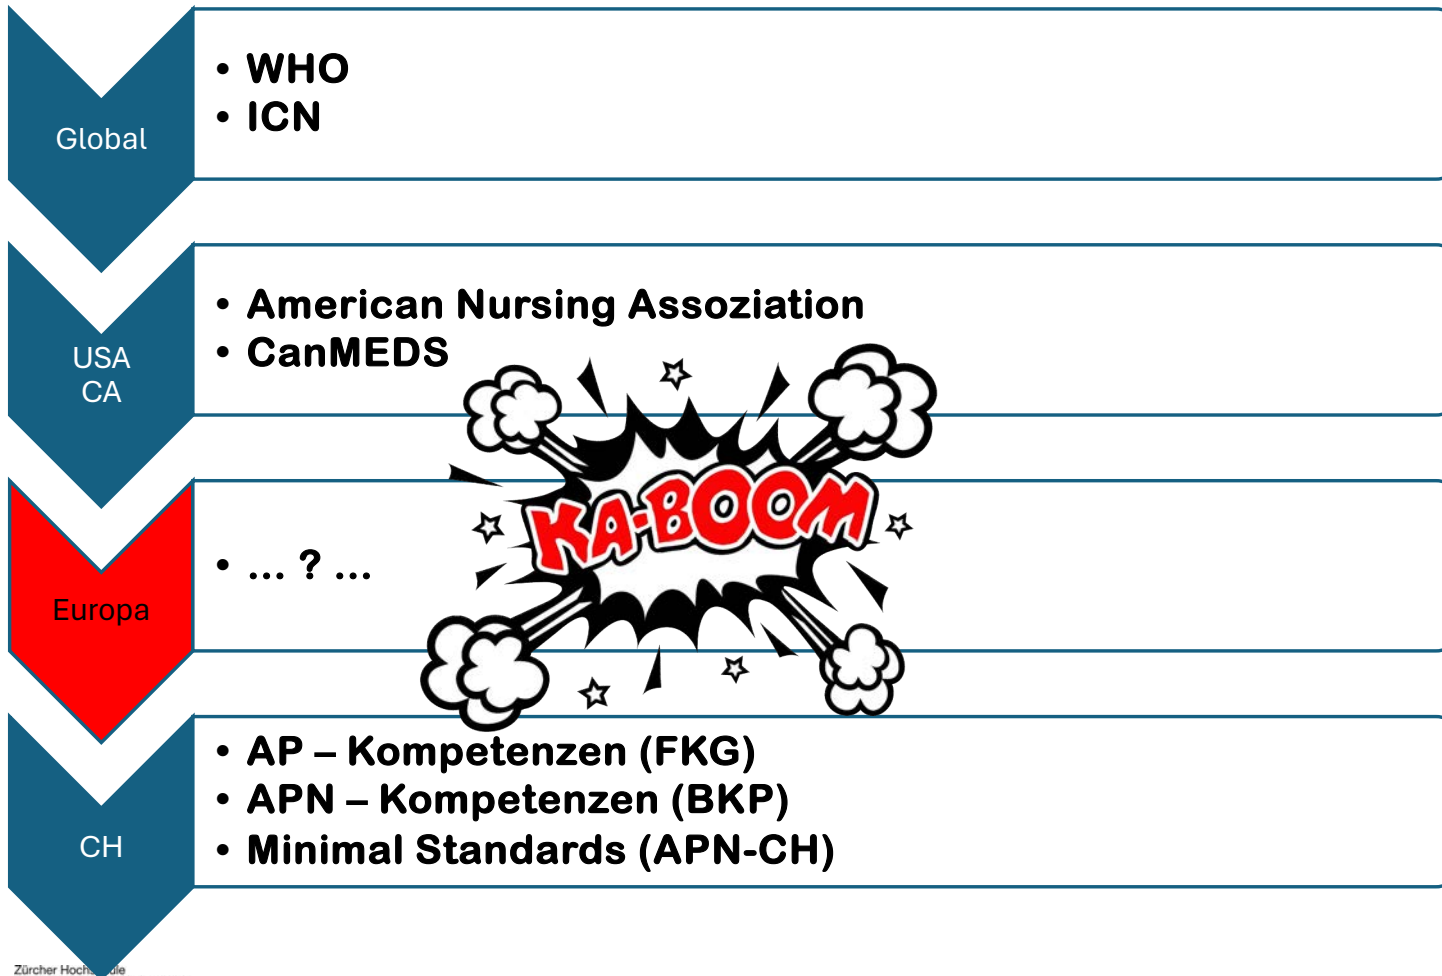 Global
• WHO
• ICN
USA
CA
• American Nursing Assoziation
• CanMEDS
KA-BOOM
Europa
• ... ? ...
CH
• AP – Kompetenzen (FKG)
• APN – Kompetenzen (BKP)
• Minimal Standards (APN-CH)
Zürcher